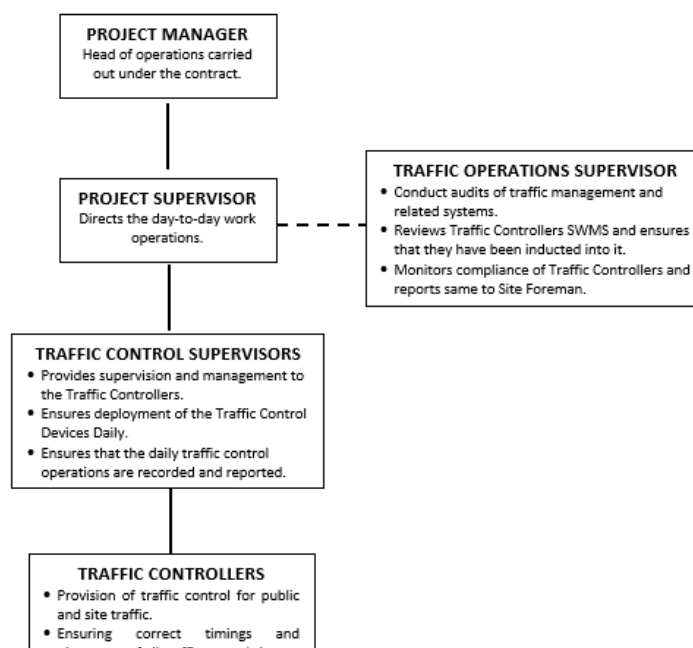 PROJECT MANAGER
Head of operations carried
out under the contract.
PROJECT SUPERVISOR
Directs the day-to-day work
operations.
TRAFFIC OPERATIONS SUPERVISOR
• Conduct audits of traffic management and
related systems.
• Reviews Traffic Controllers SWMS and ensures
that they have been inducted into it.
• Monitors compliance of Traffic Controllers and
reports same to Site Foreman.
TRAFFIC CONTROL SUPERVISORS
• Provides supervision and management to
the Traffic Controllers.
• Ensures deployment of the Traffic Control
Devices Daily.
• Ensures that the daily traffic control
operations are recorded and reported.
TRAFFIC CONTROLLERS
• Provision of traffic control for public
and site traffic.
• Ensuring correct timings and